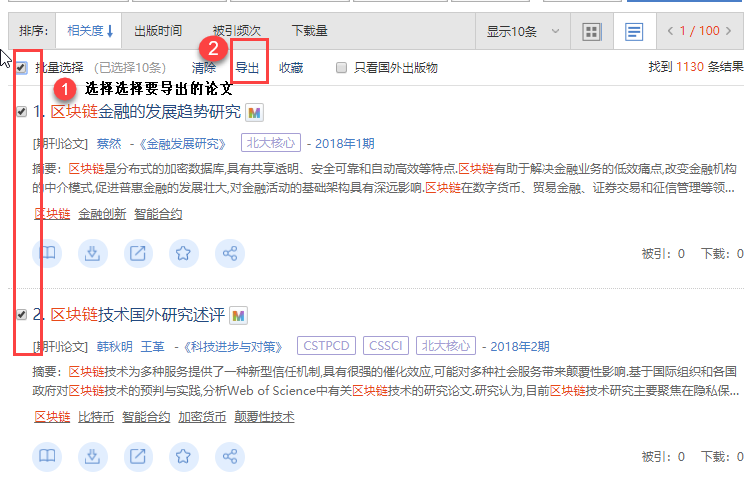 排序: 相关度 出版时间 被引频次 下载量 显示10条 1 / 100
2
批量选择 (已选择10条) 清除 导出 收藏 只看国外出版物 找到 1130 条结果
1 选择选择要导出的论文
1. 区块链金融的发展趋势研究 M
[期刊论文] 蔡然 -《金融发展研究》 北大核心 - 2018年1期
摘要: 区块链是分布式的加密数据库,具有共享透明、安全可靠和自动高效等特点.区块链有助于解决金融业务的低效痛点,改变金融机构
的中介模式,促进普惠金融的发展壮大,对金融活动的基础架构具有深远影响.区块链在数字货币、贸易金融、证券交易和征信管理等领...
区块链 金融创新 智能合约
被引: 0 下载: 0
2. 区块链技术国外研究述评 M
[期刊论文] 韩秋明 王革 -《科技进步与对策》 CSTPCD CSSCI 北大核心 - 2018年2期
摘要: 区块链技术为多种服务提供了一种新型信任机制,具有很强的催化效应,可能对多种社会服务带来颠覆性影响.基于国际组织和各国
政府对区块链技术的预判与实践,分析Web of Science中有关区块链技术的研究论文.研究认为,目前区块链技术研究主要聚焦在隐私保...
区块链 比特币 智能合约 加密货币 颠覆性技术
被引: 0 下载: 0